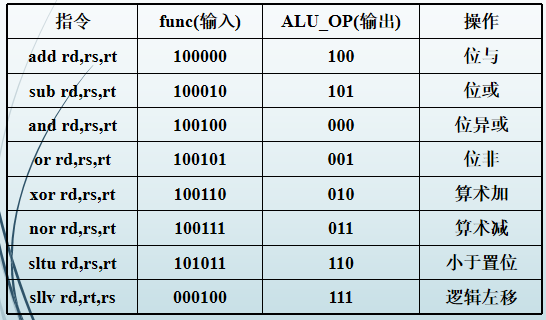 指令 func(输入) ALU_OP(输出) 操作
add rd,rs,rt 100000 100 位与
sub rd,rs,rt 100010 101 位或
and rd,rs,rt 100100 000 位异或
or rd,rs,rt 100101 001 位非
xor rd,rs,rt 100110 010 算术加
nor rd,rs,rt 100111 011 算术减
sltu rd,rs,rt 101011 110 小于置位
sllv rd,rt,rs 000100 111 逻辑左移